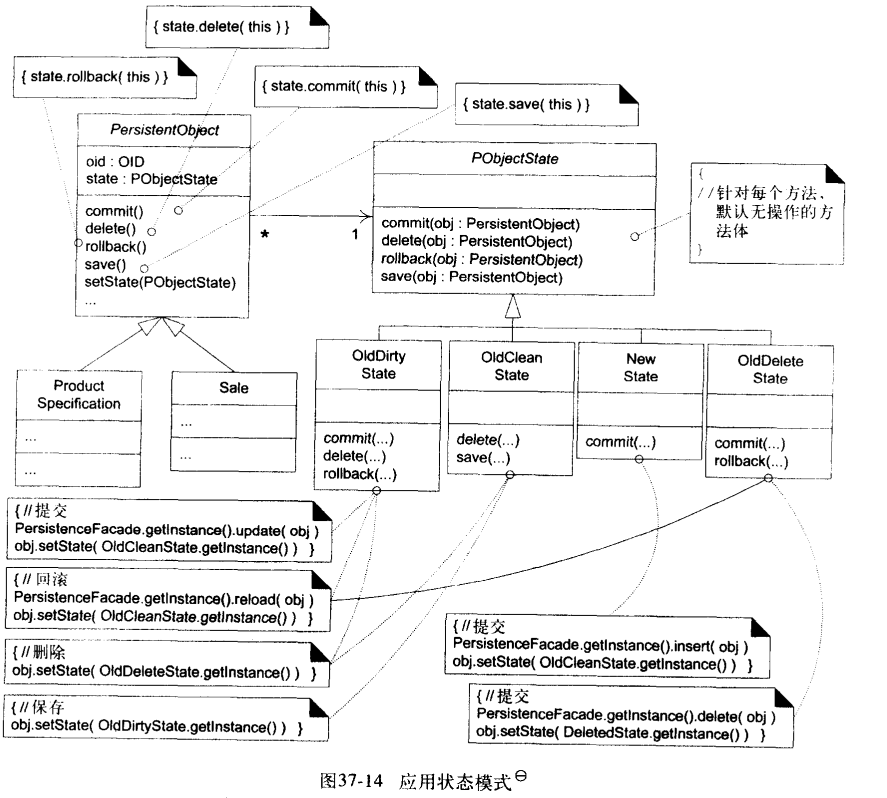 { state.delete( this ) }
{ state.rollback( this ) }
{ state.commit( this ) }
{ state.save( this ) }
PersistentObject
oid : OID
state : PObjectState
commit()
delete()
rollback()
save()
setState(PObjectState)
...
*
1
PObjectState
commit(obj : PersistentObject)
delete(obj : PersistentObject)
rollback(obj : PersistentObject)
save(obj : PersistentObject)
{
//针对每个方法、
默认无操作的方
法体
}
Product
Specification
...
...
Sale
...
...
OldDirty
State
commit(...)
delete(...)
rollback(...)
OldClean
State
delete(...)
save(...)
New
State
commit(...)
OldDelete
State
commit(...)
rollback(...)
{ //提交
PersistenceFacade.getInstance().update( obj )
obj.setState( OldCleanState.getInstance() ) }
{ // 回滚
PersistenceFacade.getInstance().reload( obj )
obj.setState( OldCleanState.getInstance() ) }
{ //删除
obj.setState( OldDeleteState.getInstance() ) }
{ //保存
obj.setState( OldDirtyState.getInstance() ) }
{ //提交
PersistenceFacade.getInstance().insert( obj )
obj.setState( OldCleanState.getInstance() ) }
{ //提交
PersistenceFacade.getInstance().delete( obj )
obj.setState( DeletedState.getInstance() ) }
图37-14 应用状态模式㊀